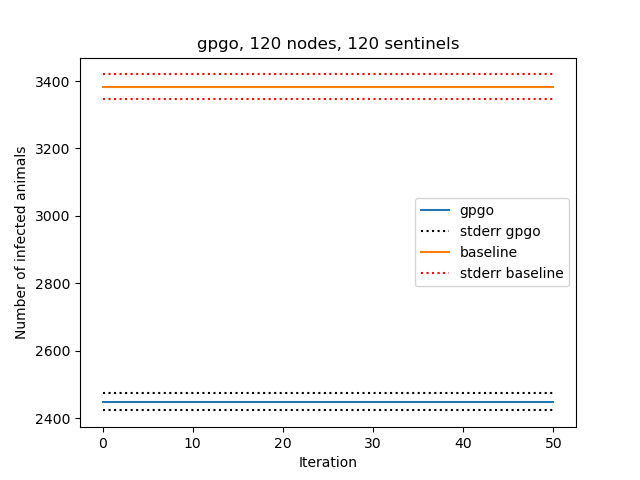 gpgo, 120 nodes, 120 sentinels
3400
3200
3000
2800
2600
2400
Number of infected animals
gpgo
stderr gpgo
baseline
stderr baseline
0 10 20 30 40 50
Iteration